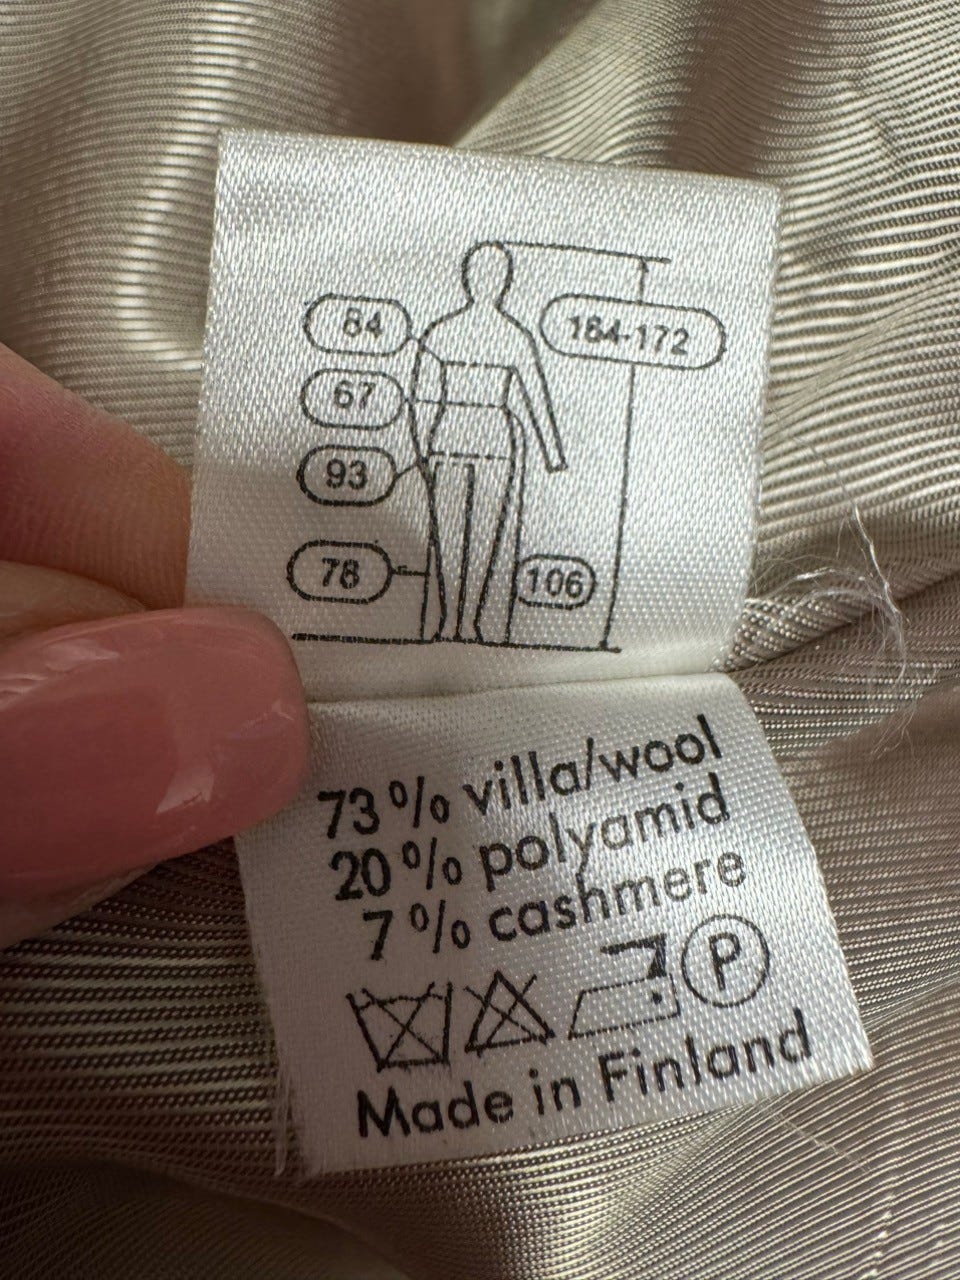 84
164-172
67
93
78
106
73% villa/wool
20% polyamid
7% cashmere
P
Made in Finland